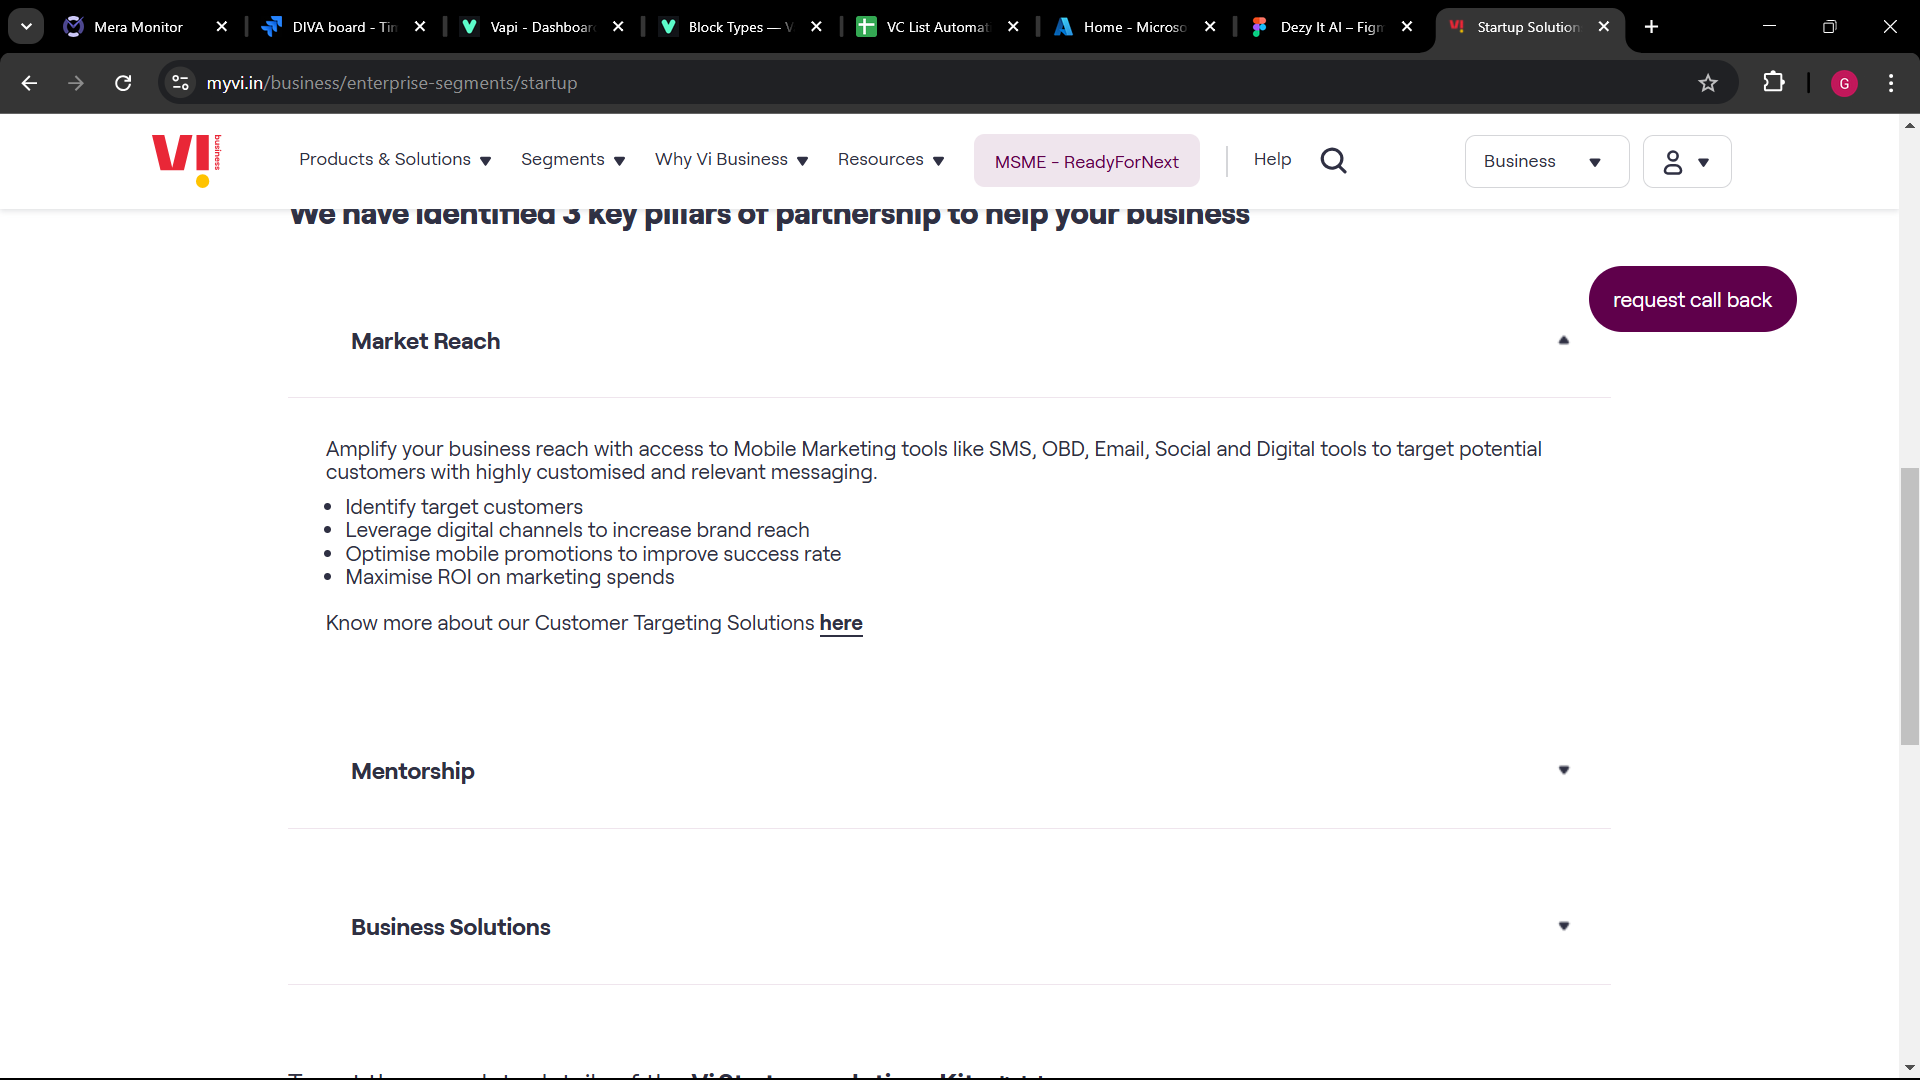 Mera Monitor
DIVA board - Tim
Vapi - Dashboar
Block Types — V
VC List Automat
Home - Microso
Dezy It AI – Figm
Startup Solution
myvi.in/business/enterprise-segments/startup
G
VI business
Products & Solutions
Segments
Why Vi Business
Resources
MSME - ReadyForNext
Help
Business
We have identified 3 key pillars of partnership to help your business
request call back
Market Reach
Amplify your business reach with access to Mobile Marketing tools like SMS, OBD, Email, Social and Digital tools to target potential
customers with highly customised and relevant messaging.
• Identify target customers
• Leverage digital channels to increase brand reach
• Optimise mobile promotions to improve success rate
• Maximise ROI on marketing spends
Know more about our Customer Targeting Solutions here
Mentorship
Business Solutions